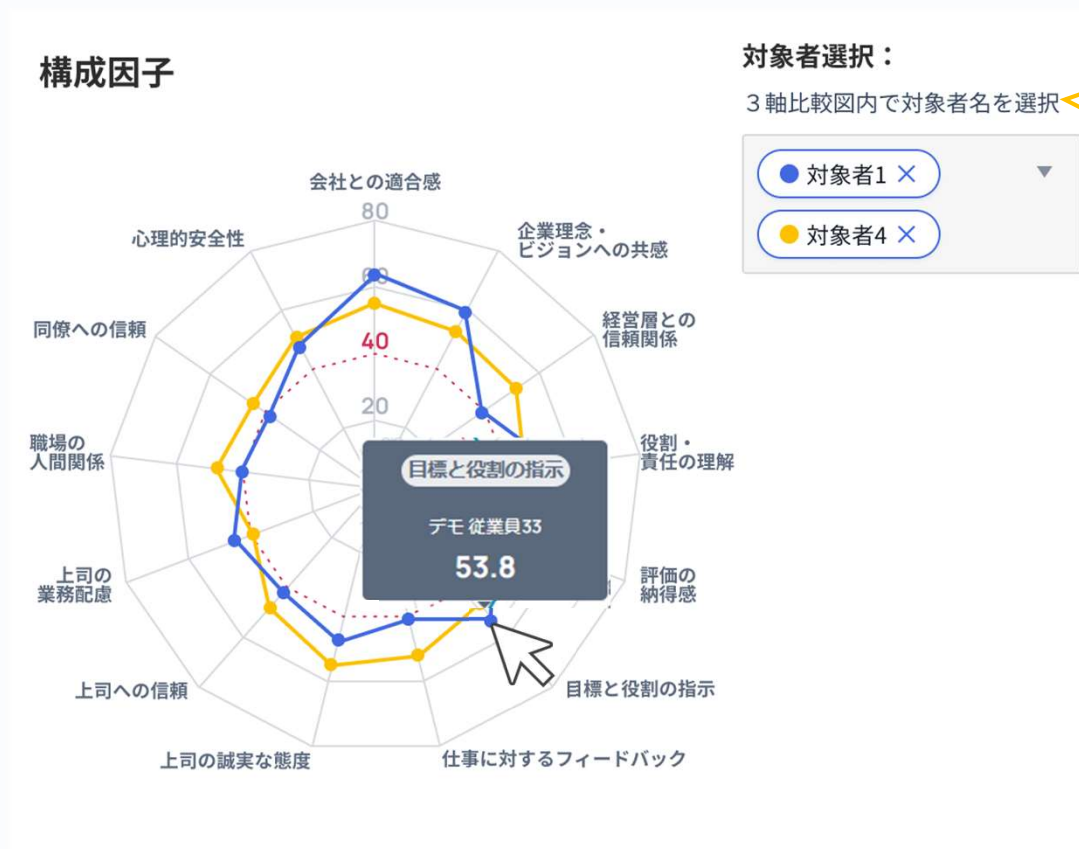 構成因子
対象者選択：
３軸比較図内で対象者名を選択
対象者1
対象者4
会社との適合感
80
心理的安全性
企業理念・
ビジョンへの共感
60
同僚への信頼
経営層との
信頼関係
40
20
職場の
人間関係
役割・
責任の理解
目標と役割の指示
デモ 従業員33
53.8
上司の
業務配慮
評価の
納得感
上司への信頼
目標と役割の指示
上司の誠実な態度
仕事に対するフィードバック